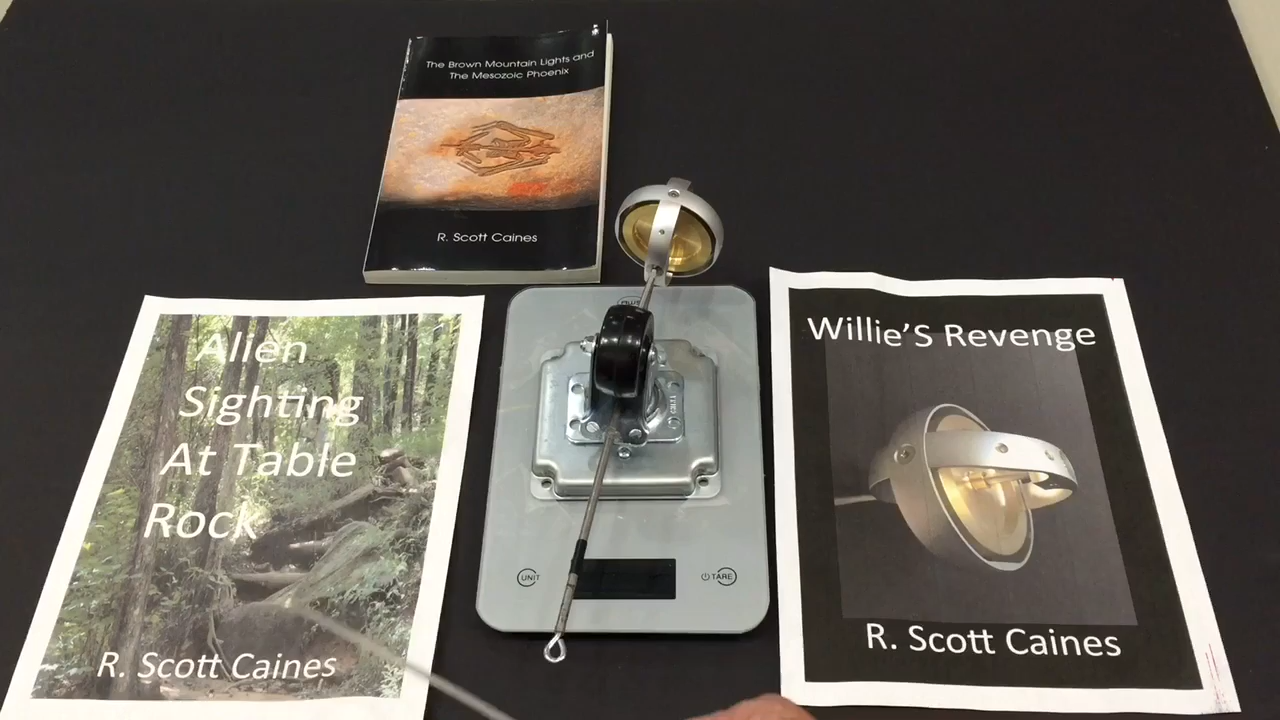 The Brown Mountain Lights and
The Mesozoic Phoenix
R. Scott Caines
Alien
Sighting
At Table
Rock
R. Scott Caines
UNIT
TARE
Willie'S Revenge
R. Scott Caines